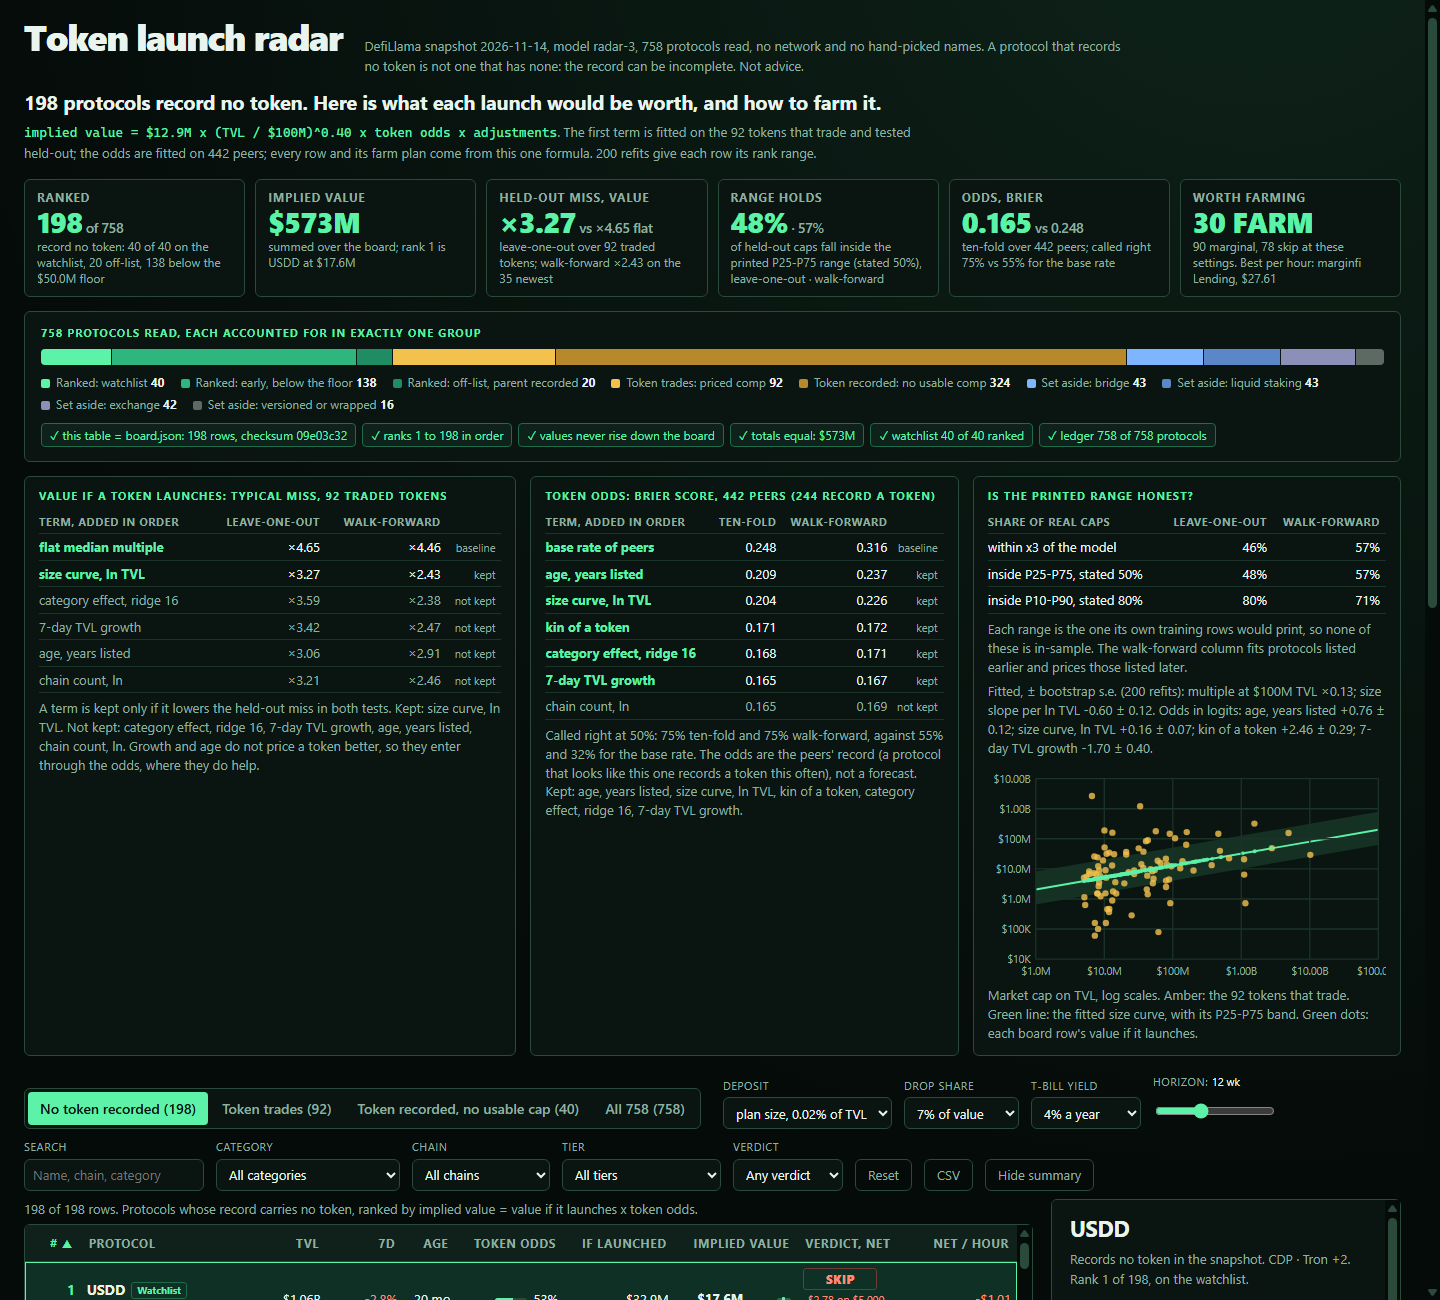 Token launch radar
DefiLlama snapshot 2026-11-14, model radar-3, 758 protocols read, no network and no hand-picked names. A protocol that records
no token is not one that has none: the record can be incomplete. Not advice.
198 protocols record no token. Here is what each launch would be worth, and how to farm it.
implied value = $12.9M x (TVL / $100M)^0.40 x token odds x adjustments. The first term is fitted on the 92 tokens that trade and tested
held-out; the odds are fitted on 442 peers; every row and its farm plan come from this one formula. 200 refits give each row its rank range.
RANKED
198 of 758
record no token: 40 of 40 on the
watchlist, 20 off-list, 138 below the
$50.0M floor
IMPLIED VALUE
$573M
summed over the board; rank 1 is
USDD at $17.6M
HELD-OUT MISS, VALUE
×3.27 vs ×4.65 flat
leave-one-out over 92 traded
tokens; walk-forward ×2.43 on the
35 newest
RANGE HOLDS
48% · 57%
of held-out caps fall inside the
printed P25-P75 range (stated 50%),
leave-one-out · walk-forward
ODDS, BRIER
0.165 vs 0.248
ten-fold over 442 peers; called right
75% vs 55% for the base rate
WORTH FARMING
30 FARM
90 marginal, 78 skip at these
settings. Best per hour: marginfi
Lending, $27.61
758 PROTOCOLS READ, EACH ACCOUNTED FOR IN EXACTLY ONE GROUP
Ranked: watchlist 40
Ranked: early, below the floor 138
Ranked: off-list, parent recorded 20
Token trades: priced comp 92
Token recorded: no usable comp 324
Set aside: bridge 43
Set aside: liquid staking 43
Set aside: exchange 42
Set aside: versioned or wrapped 16
✓ this table = board.json: 198 rows, checksum 09e03c32
✓ ranks 1 to 198 in order
✓ values never rise down the board
✓ totals equal: $573M
✓ watchlist 40 of 40 ranked
✓ ledger 758 of 758 protocols
VALUE IF A TOKEN LAUNCHES: TYPICAL MISS, 92 TRADED TOKENS
TERM, ADDED IN ORDER LEAVE-ONE-OUT WALK-FORWARD
flat median multiple ×4.65 ×4.46 baseline
size curve, ln TVL ×3.27 ×2.43 kept
category effect, ridge 16 ×3.59 ×2.38 not kept
7-day TVL growth ×3.42 ×2.47 not kept
age, years listed ×3.06 ×2.91 not kept
chain count, ln ×3.21 ×2.46 not kept
A term is kept only if it lowers the held-out miss in both tests. Kept: size curve, ln
TVL. Not kept: category effect, ridge 16, 7-day TVL growth, age, years listed,
chain count, ln. Growth and age do not price a token better, so they enter
through the odds, where they do help.
TOKEN ODDS: BRIER SCORE, 442 PEERS (244 RECORD A TOKEN)
TERM, ADDED IN ORDER TEN-FOLD WALK-FORWARD
base rate of peers 0.248 0.316 baseline
age, years listed 0.209 0.237 kept
size curve, ln TVL 0.204 0.226 kept
kin of a token 0.171 0.172 kept
category effect, ridge 16 0.168 0.171 kept
7-day TVL growth 0.165 0.167 kept
chain count, ln 0.165 0.169 not kept
Called right at 50%: 75% ten-fold and 75% walk-forward, against 55%
and 32% for the base rate. The odds are the peers' record (a protocol
that looks like this one records a token this often), not a forecast.
Kept: age, years listed, size curve, ln TVL, kin of a token, category
effect, ridge 16, 7-day TVL growth.
IS THE PRINTED RANGE HONEST?
SHARE OF REAL CAPS LEAVE-ONE-OUT WALK-FORWARD
within x3 of the model 46% 57%
inside P25-P75, stated 50% 48% 57%
inside P10-P90, stated 80% 80% 71%
Each range is the one its own training rows would print, so none of
these is in-sample. The walk-forward column fits protocols listed
earlier and prices those listed later.
Fitted, ± bootstrap s.e. (200 refits): multiple at $100M TVL ×0.13; size
slope per ln TVL -0.60 ± 0.12. Odds in logits: age, years listed +0.76 ±
0.12; size curve, ln TVL +0.16 ± 0.07; kin of a token +2.46 ± 0.29; 7-
day TVL growth -1.70 ± 0.40.
$10.00B
$1.00B
$100M
$10.0M
$1.0M
$100K
$10K
$1.0M $10.0M $100M $1.00B $10.00B $100.0
Market cap on TVL, log scales. Amber: the 92 tokens that trade.
Green line: the fitted size curve, with its P25-P75 band. Green dots:
each board row's value if it launches.
No token recorded (198)
Token trades (92)
Token recorded, no usable cap (40)
All 758 (758)
DEPOSIT
plan size, 0.02% of TVL
DROP SHARE
7% of value
T-BILL YIELD
4% a year
HORIZON: 12 wk
SEARCH
Name, chain, category
CATEGORY
All categories
CHAIN
All chains
TIER
All tiers
VERDICT
Any verdict
Reset
CSV
Hide summary
198 of 198 rows. Protocols whose record carries no token, ranked by implied value = value if it launches x token odds.
# ▲ PROTOCOL TVL 7D AGE TOKEN ODDS IF LAUNCHED IMPLIED VALUE VERDICT, NET NET / HOUR
1 USDD Watchlist $1.06B -2.8% 20 mo 53% $32.9M $17.6M SKIP
USDD
Records no token in the snapshot. CDP · Tron +2.
Rank 1 of 198, on the watchlist.